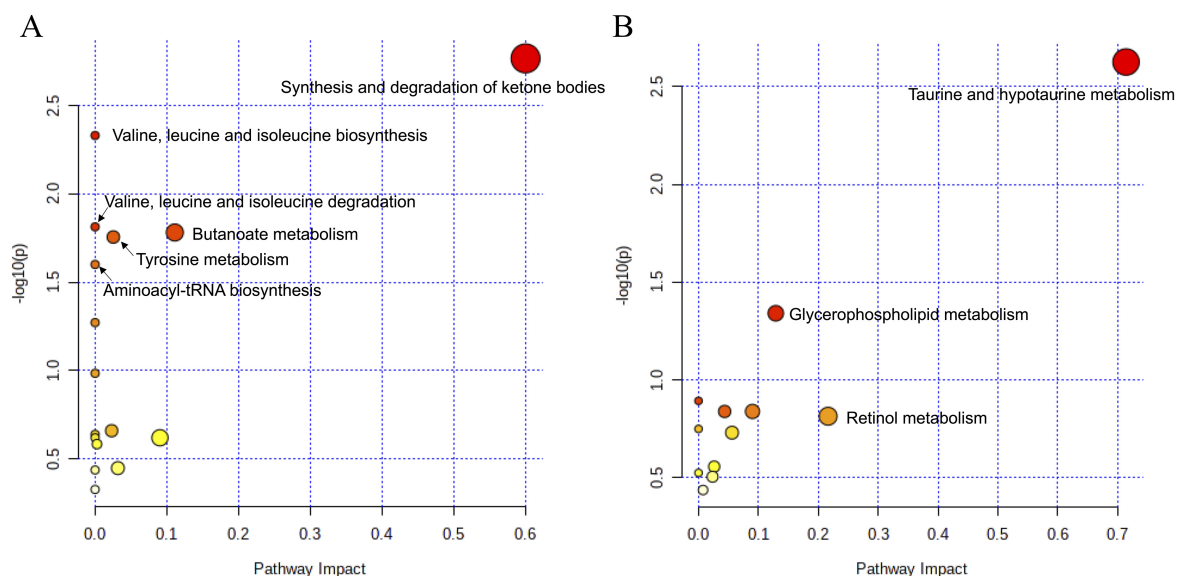 A
Synthesis and degradation of ketone bodies
Valine, leucine and isoleucine biosynthesis
Valine, leucine and isoleucine degradation
Butanoate metabolism
Tyrosine metabolism
Aminoacyl-tRNA biosynthesis
2.5
2.0
1.5
1.0
0.5
-log10(p)
0.0 0.1 0.2 0.3 0.4 0.5 0.6
Pathway Impact
B
Taurine and hypotaurine metabolism
Glycerophospholipid metabolism
Retinol metabolism
2.5
2.0
1.5
1.0
0.5
-log10(p)
0.0 0.1 0.2 0.3 0.4 0.5 0.6 0.7
Pathway Impact